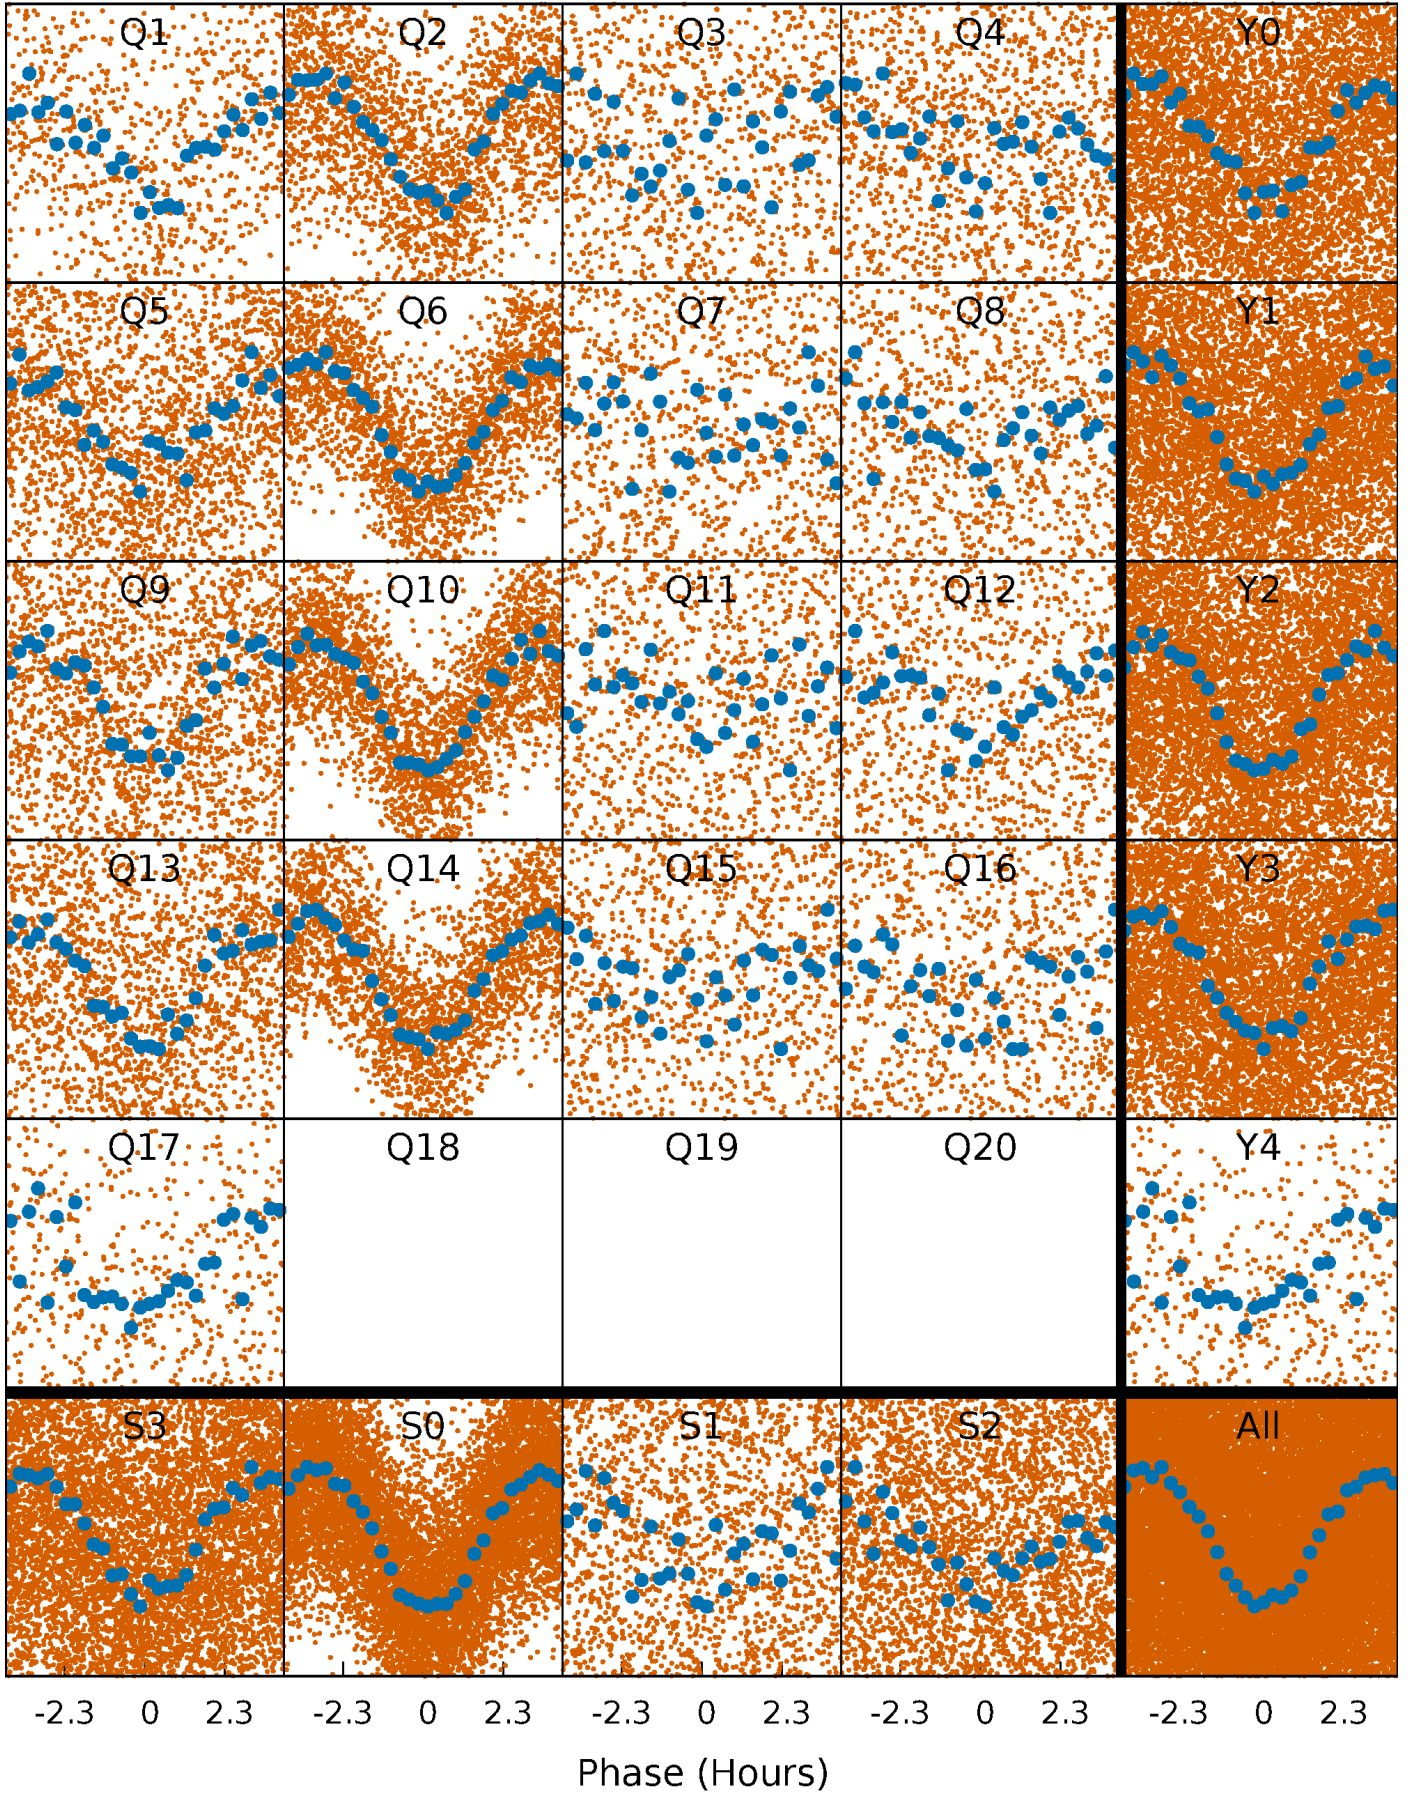 Q1 Q2 Q3 Q4 Y0
Q5 Q6 Q7 Q8 Y1
Q9 Q10 Q11 Q12 Y2
Q13 Q14 Q15 Q16 Y3
Q17 Q18 Q19 Q20 Y4
S3 S0 S1 S2 All
-2.3 0 2.3 -2.3 0 2.3 -2.3 0 2.3 -2.3 0 2.3 -2.3 0 2.3
Phase (Hours)